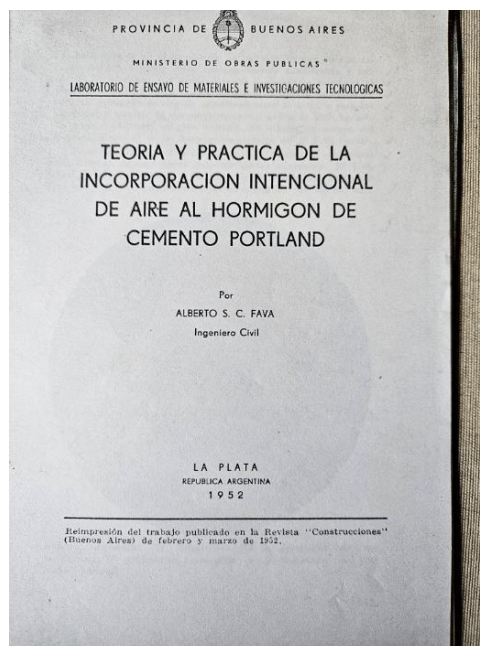 PROVINCIA DE BUENOS AIRES
MINISTERIO DE OBRAS PUBLICAS
LABORATORIO DE ENSAYO DE MATERIALES E INVESTIGACIONES TECNOLOGICAS
TEORIA Y PRACTICA DE LA
INCORPORACION INTENCIONAL
DE AIRE AL HORMIGON DE
CEMENTO PORTLAND
Por
ALBERTO S. C. FAVA
Ingeniero Civil
LA PLATA
REPUBLICA ARGENTINA
1952
Reimpresión del trabajo publicado en la Revista "Construcciones"
(Buenos Aires) de febrero y marzo de 1952.